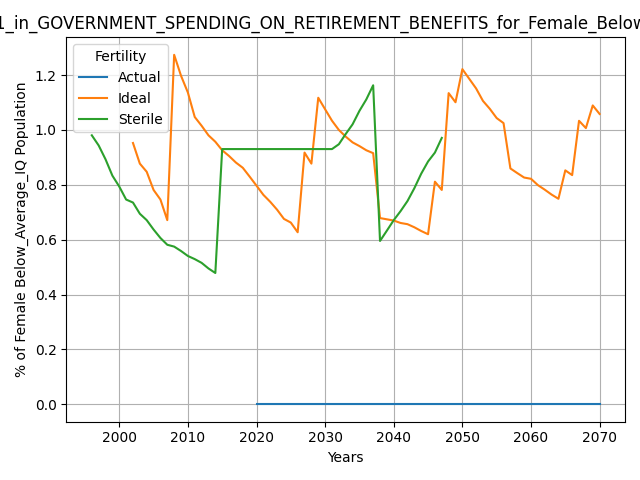 1_in_GOVERNMENT_SPENDING_ON_RETIREMENT_BENEFITS_for_Female_Below
Fertility
Actual
Ideal
Sterile
% of Female Below_Average_IQ Population
1.2
1.0
0.8
0.6
0.4
0.2
0.0
2000 2010 2020 2030 2040 2050 2060 2070
Years